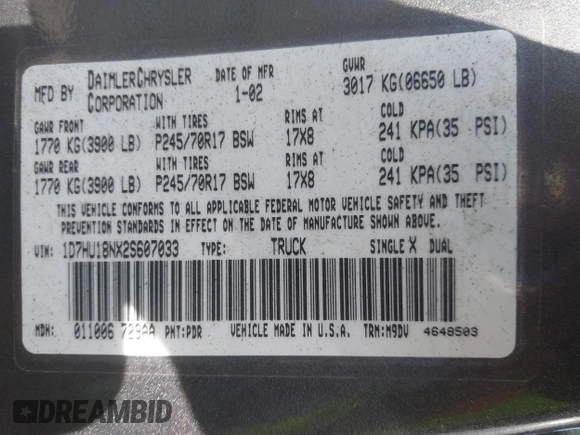 MFD BY DAIMLERCHRYSLER CORPORATION DATE OF MFR 1-02 GVWR 3017 KG(06650 LB)
GAWR FRONT WITH TIRES RIMS AT COLD
1770 KG(3900 LB) P245/70R17 BSW 17X8 241 KPA(35 PSI)
GAWR REAR WITH TIRES RIMS AT COLD
1770 KG(3900 LB) P245/70R17 BSW 17X8 241 KPA(35 PSI)
THIS VEHICLE CONFORMS TO ALL APPLICABLE FEDERAL MOTOR VEHICLE SAFETY AND THEFT
PREVENTION STANDARDS IN EFFECT ON THE DATE OF MANUFACTURE SHOWN ABOVE.
VIN: 1D7HU18NX2S607033 TYPE: TRUCK SINGLE X DUAL
MDH: 011006 723AA PNT:PDR VEHICLE MADE IN U.S.A. TRM:M9DV 4648503
DREAMBID